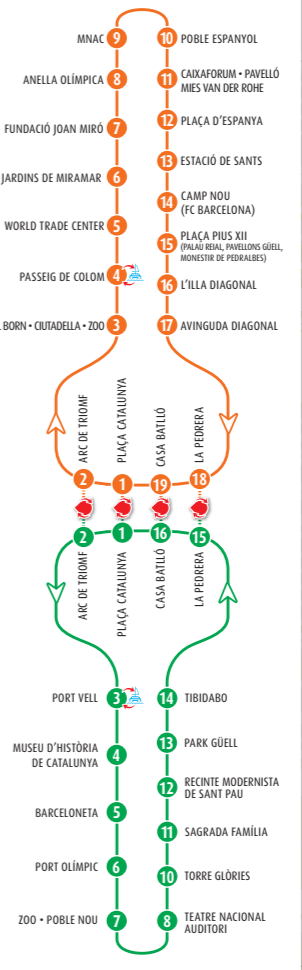 MNAC 9
10 POBLE ESPANYOL
ANELLA OLÍMPICA 8
11 CAIXAFORUM • PAVELLÓ
MIES VAN DER ROHE
FUNDACIÓ JOAN MIRÓ 7
12 PLAÇA D'ESPANYA
JARDINS DE MIRAMAR 6
13 ESTACIÓ DE SANTS
WORLD TRADE CENTER 5
14 CAMP NOU
(FC BARCELONA)
15 PLAÇA PIUS XII
(PALAU REIAL, PAVELLONS GÜELL,
MONESTIR DE PEDRALBES)
PASSEIG DE COLOM 4
16 L'ILLA DIAGONAL
BORN • CIUTADELLA • ZOO 3
17 AVINGUDA DIAGONAL
ARC DE TRIOMF
PLAÇA CATALUNYA
CASA BATLLÓ
LA PEDRERA
2 1 19 18
2 1 16 15
ARC DE TRIOMF
PLAÇA CATALUNYA
CASA BATLLÓ
LA PEDRERA
PORT VELL 3
14 TIBIDABO
MUSEU D'HISTÒRIA
DE CATALUNYA 4
13 PARK GÜELL
12 RECINTE MODERNISTA
DE SANT PAU
BARCELONETA 5
11 SAGRADA FAMÍLIA
PORT OLÍMPIC 6
10 TORRE GLÒRIES
ZOO • POBLE NOU 7
8 TEATRE NACIONAL
AUDITORI